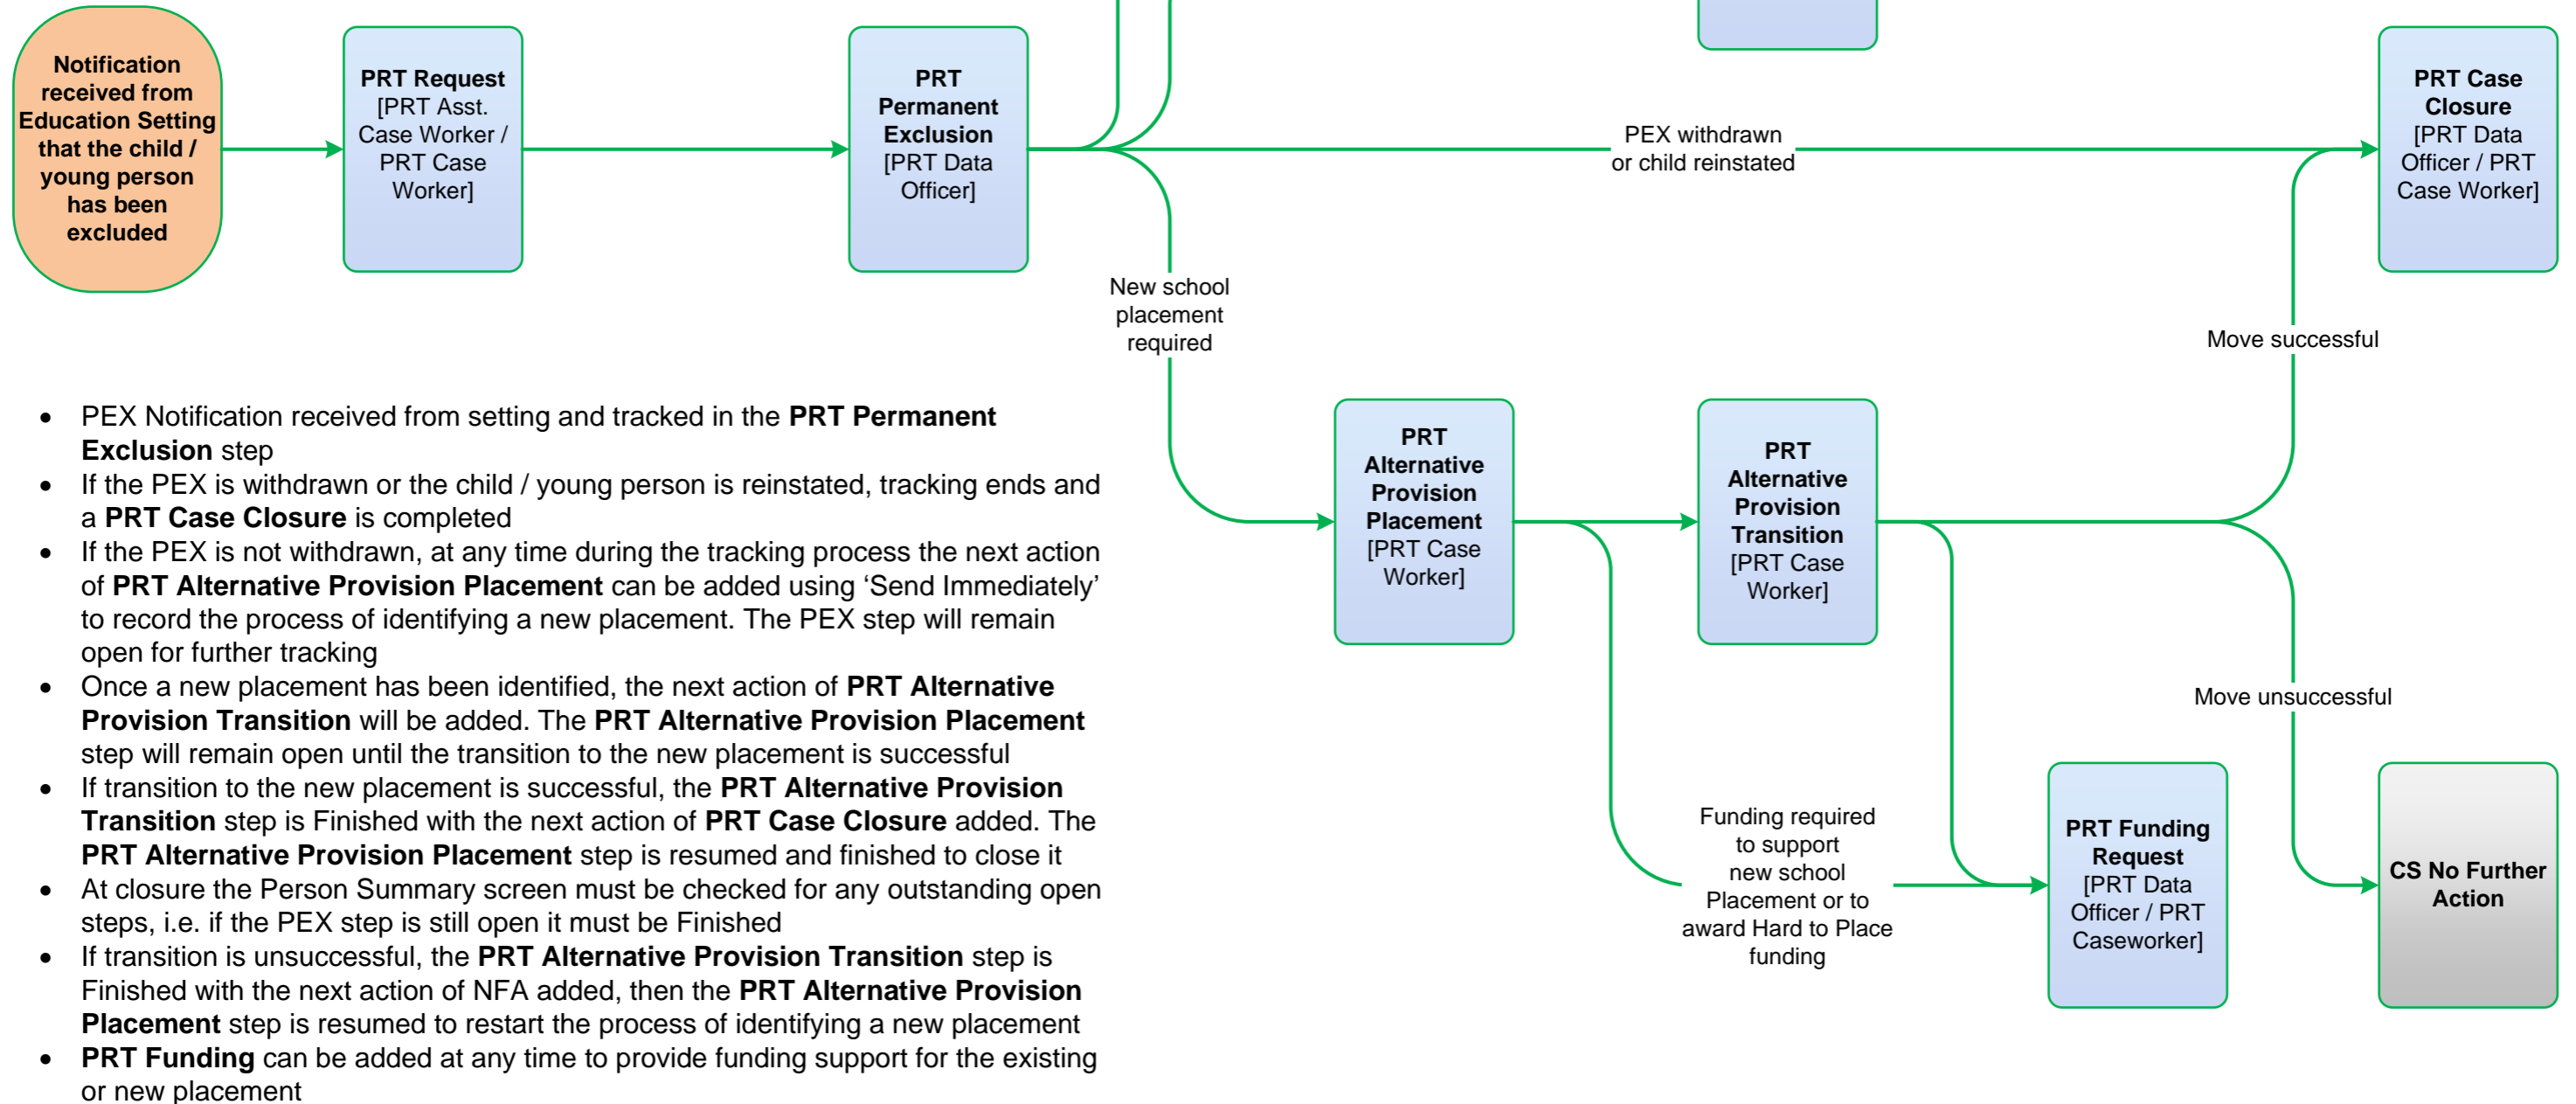 Notification
received from
Education Setting
that the child /
young person
has been
excluded
PRT Request
[PRT Asst.
Case Worker /
PRT Case
Worker]
PRT
Permanent
Exclusion
[PRT Data
Officer]
PEX withdrawn
or child reinstated
PRT Case
Closure
[PRT Data
Officer / PRT
Case Worker]
New school
placement
required
Move successful
• PEX Notification received from setting and tracked in the PRT Permanent
Exclusion step
• If the PEX is withdrawn or the child / young person is reinstated, tracking ends and
a PRT Case Closure is completed
• If the PEX is not withdrawn, at any time during the tracking process the next action
of PRT Alternative Provision Placement can be added using ‘Send Immediately’
to record the process of identifying a new placement. The PEX step will remain
open for further tracking
• Once a new placement has been identified, the next action of PRT Alternative
Provision Transition will be added. The PRT Alternative Provision Placement
step will remain open until the transition to the new placement is successful
• If transition to the new placement is successful, the PRT Alternative Provision
Transition step is Finished with the next action of PRT Case Closure added. The
PRT Alternative Provision Placement step is resumed and finished to close it
• At closure the Person Summary screen must be checked for any outstanding open
steps, i.e. if the PEX step is still open it must be Finished
• If transition is unsuccessful, the PRT Alternative Provision Transition step is
Finished with the next action of NFA added, then the PRT Alternative Provision
Placement step is resumed to restart the process of identifying a new placement
• PRT Funding can be added at any time to provide funding support for the existing
or new placement
PRT
Alternative
Provision
Placement
[PRT Case
Worker]
PRT
Alternative
Provision
Transition
[PRT Case
Worker]
Move unsuccessful
Funding required
to support
new school
Placement or to
award Hard to Place
funding
PRT Funding
Request
[PRT Data
Officer / PRT
Caseworker]
CS No Further
Action